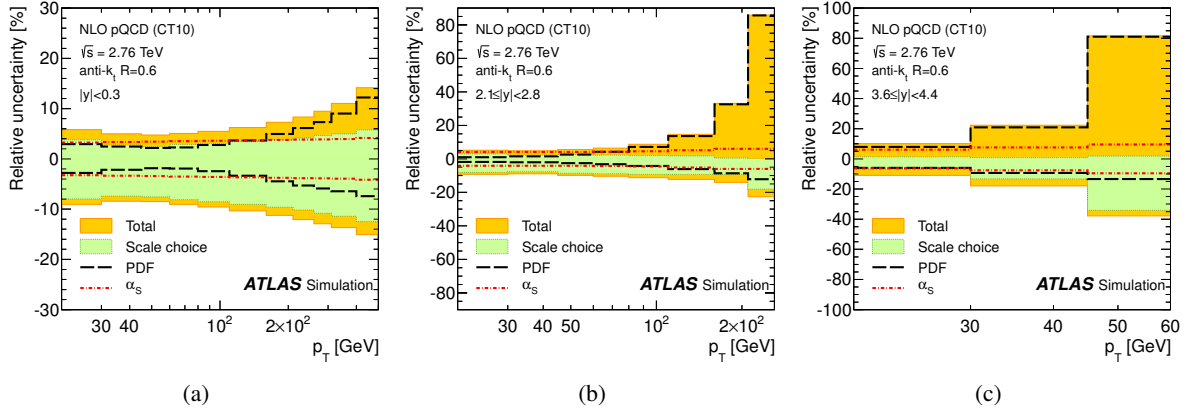 Relative uncertainty [%]
30
20
10
0
-10
-20
-30
NLO pQCD (CT10)
√s = 2.76 TeV
anti-kt R=0.6
|y|<0.3
Total
Scale choice
PDF
αS
ATLAS Simulation
30 40 10² 2×10²
pT [GeV]
(a)
Relative uncertainty [%]
80
60
40
20
0
-20
-40
-60
-80
NLO pQCD (CT10)
√s = 2.76 TeV
anti-kt R=0.6
2.1≤|y|<2.8
Total
Scale choice
PDF
αS
ATLAS Simulation
30 40 50 10² 2×10²
pT [GeV]
(b)
Relative uncertainty [%]
100
80
60
40
20
0
-20
-40
-60
-80
-100
NLO pQCD (CT10)
√s = 2.76 TeV
anti-kt R=0.6
3.6≤|y|<4.4
Total
Scale choice
PDF
αS
ATLAS Simulation
30 40 50 60
pT [GeV]
(c)